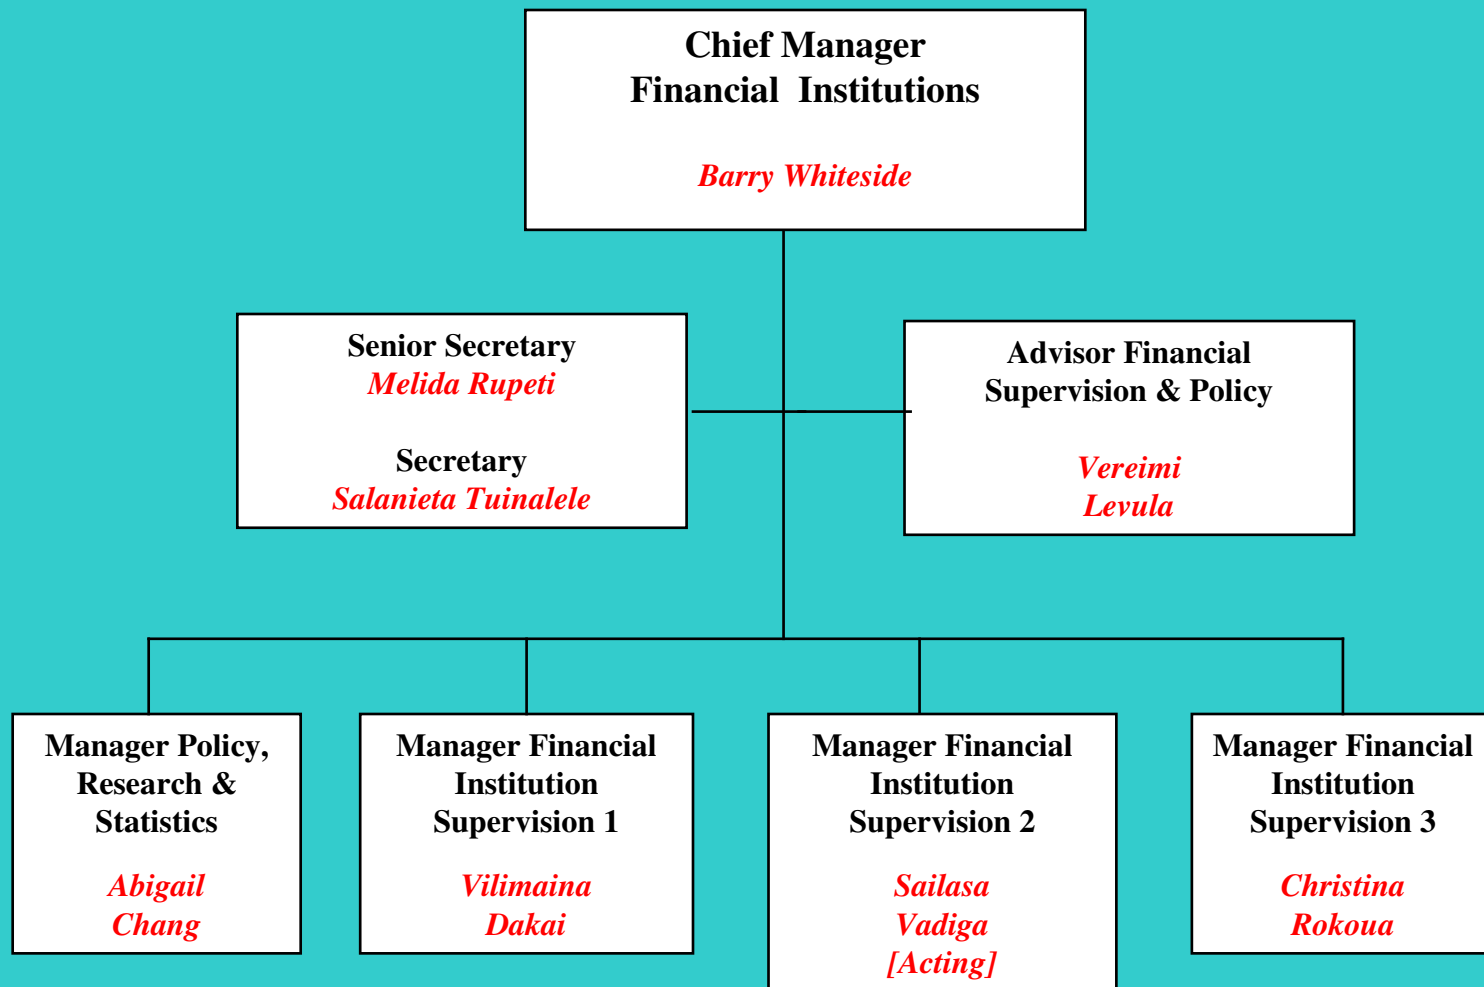 Chief Manager
Financial Institutions
Barry Whiteside
Senior Secretary
Melida Rupeti
Secretary
Salanieta Tuinalele
Advisor Financial
Supervision & Policy
Vereimi
Levula
Manager Policy,
Research &
Statistics
Abigail
Chang
Manager Financial
Institution
Supervision 1
Vilimaina
Dakai
Manager Financial
Institution
Supervision 2
Sailasa
Vadiga
[Acting]
Manager Financial
Institution
Supervision 3
Christina
Rokoua